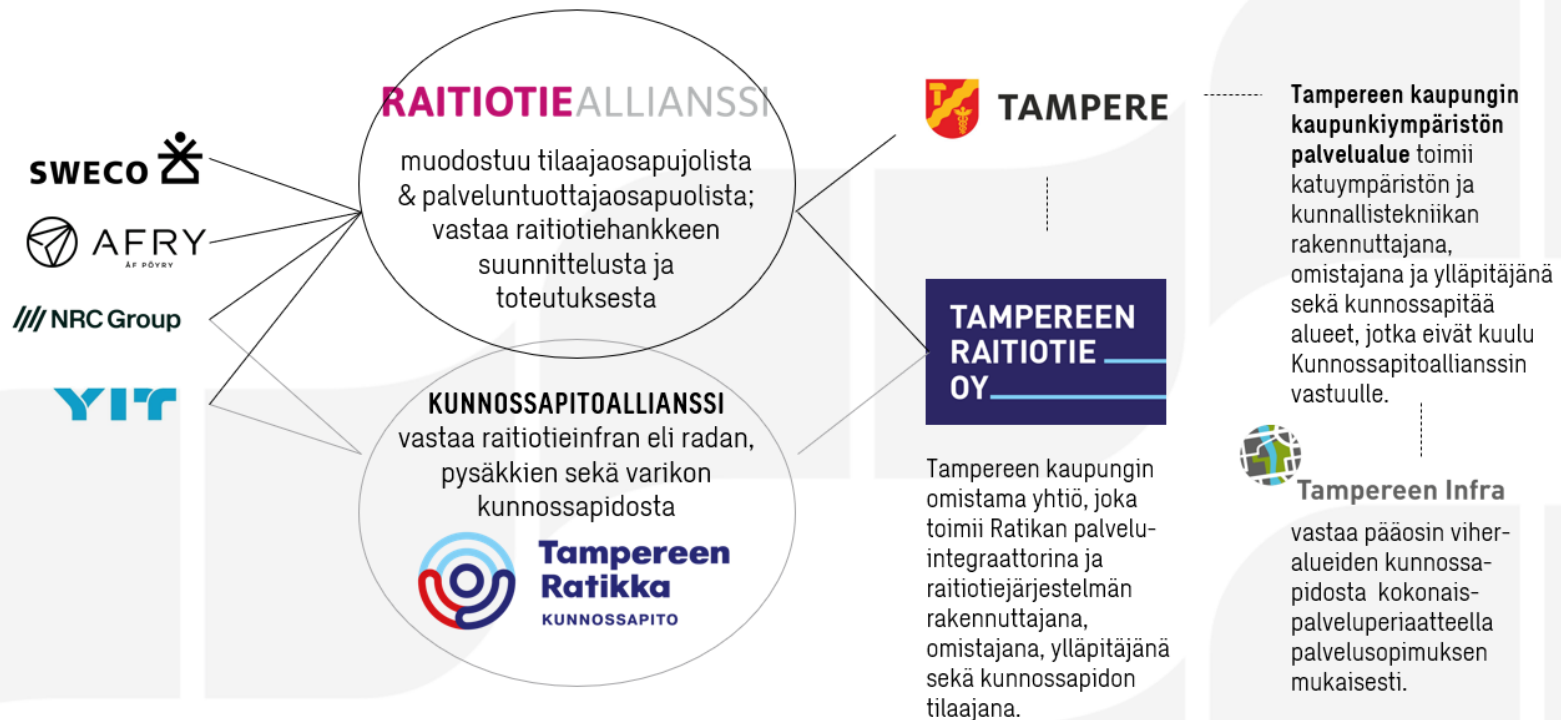 SWECO
AFRY
ÅF PÖYRY
NRC Group
YIT
RAITIOTIEALLIANSSI
muodostuu tilaajaosapujolista
& palveluntuottajaosapuolista;
vastaa raitiotiehankkeen
suunnittelusta ja
toteutuksesta
KUNNOSSAPITOALLIANSSI
vastaa raitiotieinfran eli radan,
pysäkkien sekä varikon
kunnossapidosta
Tampereen
Ratikka
KUNNOSSAPITO
TAMPERE
TAMPEREEN
RAITIOTIE
OY
Tampereen kaupungin
omistama yhtiö, joka
toimii Ratikan palvelu-
integraattorina ja
raitiotiejärjestelmän
rakennuttajana,
omistajana, ylläpitäjänä
sekä kunnossapidon
tilaajana.
Tampereen kaupungin
kaupunkiympäristön
palvelualue toimii
katuympäristön ja
kunnallistekniikan
rakennuttajana,
omistajana ja ylläpitäjänä
sekä kunnossapitää
alueet, jotka eivät kuulu
Kunnossapitoallianssin
vastuulle.
Tampereen Infra
vastaa pääosin viher-
alueiden kunnossa-
pidosta kokonais-
palveluperiaatteella
palvelusopimuksen
mukaisesti.